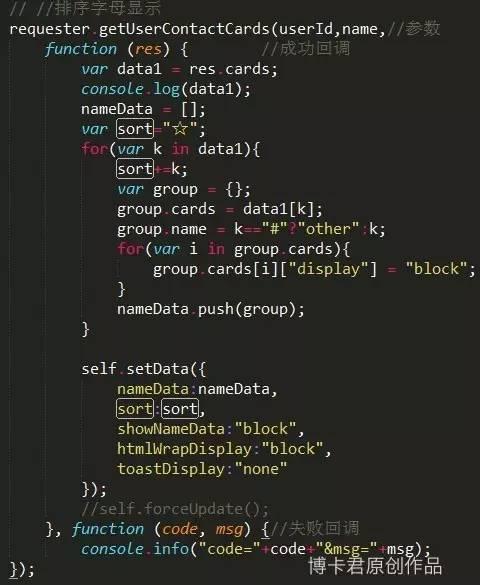 // //排序字母显示
requester.getUserContactCards(userId,name,//参数
function (res) { //成功回调
var data1 = res.cards;
console.log(data1);
nameData = [];
var sort="☆";
for(var k in data1){
sort+=k;
var group = {};
group.cards = data1[k];
group.name = k=="#"?"other":k;
for(var i in group.cards){
group.cards[i]["display"] = "block";
}
nameData.push(group);
}
self.setData({
nameData:nameData,
sort:sort,
showNameData:"block",
htmlWrapDisplay:"block",
toastDisplay:"none"
});
//self.forceUpdate();
}, function (code, msg) {//失败回调
console.info("code="+code+"&msg="+msg);
博卡君原创作品
});